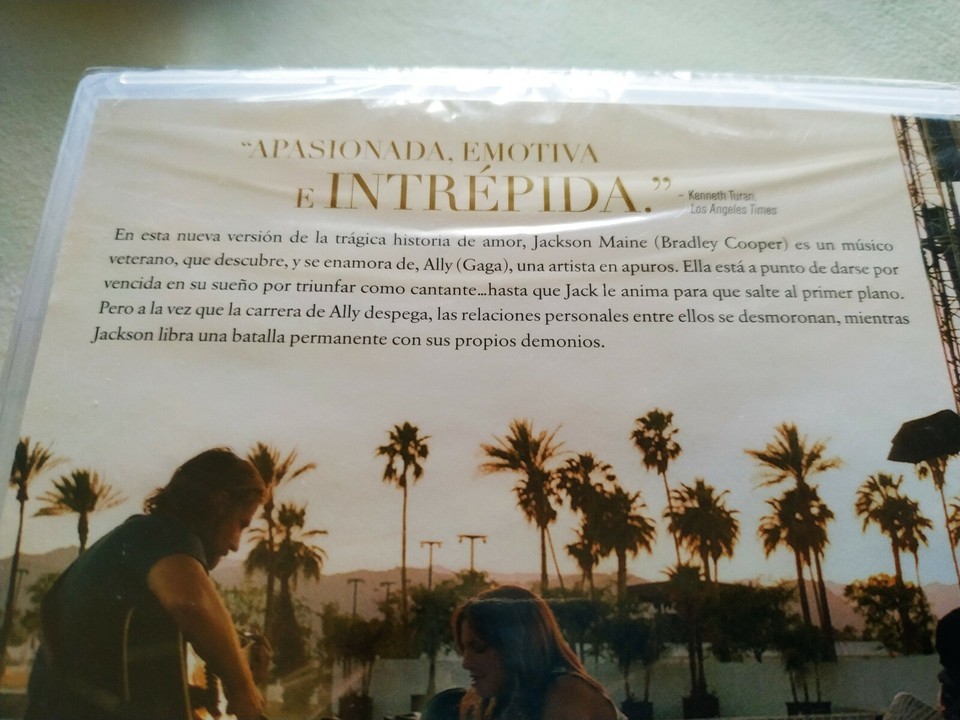 “APASIONADA, EMOTIVA
E INTRÉPIDA.” – Kenneth Turan,
Los Angeles Times
En esta nueva versión de la trágica historia de amor, Jackson Maine (Bradley Cooper) es un músico
veterano, que descubre, y se enamora de, Ally (Gaga), una artista en apuros. Ella está a punto de darse por
vencida en su sueño por triunfar como cantante...hasta que Jack le anima para que salte al primer plano.
Pero a la vez que la carrera de Ally despega, las relaciones personales entre ellos se desmoronan, mientras
Jackson libra una batalla permanente con sus propios demonios.